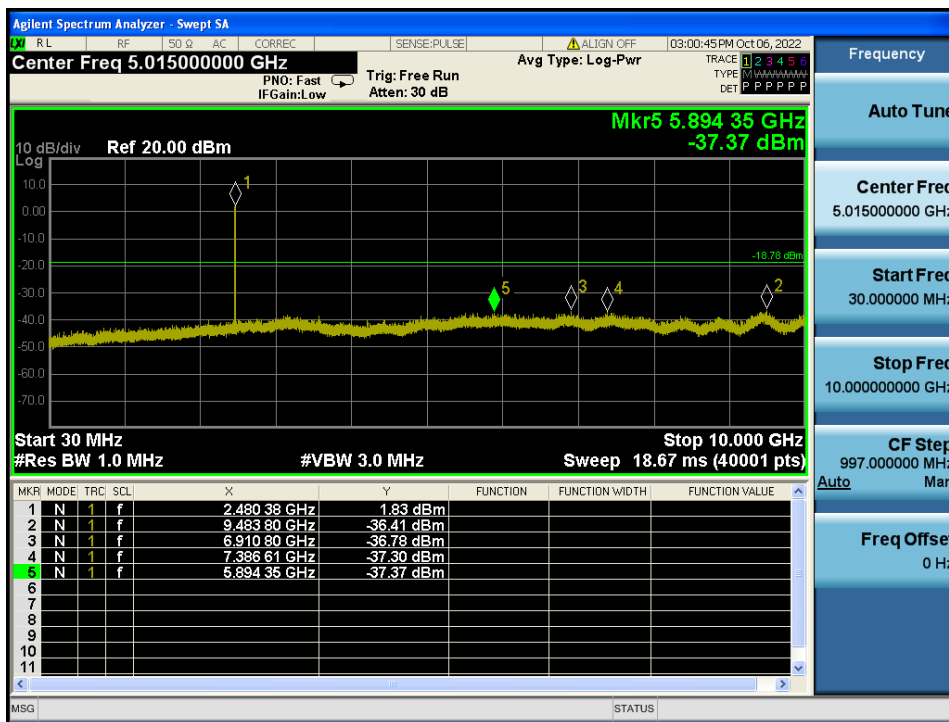 Agilent Spectrum Analyzer - Swept SA
LXI RL RF 50 Ω AC CORREC SENSE:PULSE ALIGN OFF 03:00:45 PM Oct 06, 2022
Center Freq 5.015000000 GHz
PNO: Fast
IFGain:Low
Trig: Free Run
Atten: 30 dB
Avg Type: Log-Pwr
TRACE 1 2 3 4 5 6
TYPE M WWWWW
DET P P P P P P
Mkr5 5.894 35 GHz
-37.37 dBm
10 dB/div Ref 20.00 dBm
Log
10.0
0.00
-10.0
-20.0
-30.0
-40.0
-50.0
-60.0
-70.0
-18.78 dBm
1
5
3
4
2
Start 30 MHz Stop 10.000 GHz
#Res BW 1.0 MHz #VBW 3.0 MHz Sweep 18.67 ms (40001 pts)
MKR MODE TRC SCL X Y FUNCTION FUNCTION WIDTH FUNCTION VALUE
1 N 1 f 2.480 38 GHz 1.83 dBm
2 N 1 f 9.483 80 GHz -36.41 dBm
3 N 1 f 6.910 80 GHz -36.78 dBm
4 N 1 f 7.386 61 GHz -37.30 dBm
5 N 1 f 5.894 35 GHz -37.37 dBm
6
7
8
9
10
11
MSG STATUS
Frequency
Auto Tune
Center Freq
5.015000000 GHz
Start Freq
30.000000 MHz
Stop Freq
10.000000000 GHz
CF Step
997.000000 MHz
Auto Man
Freq Offset
0 Hz